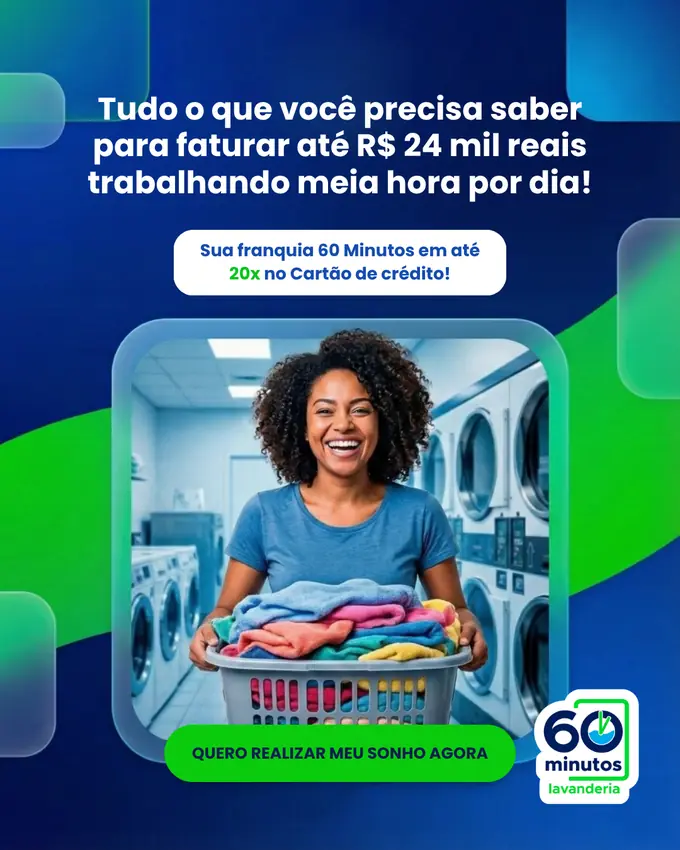 Tudo o que você precisa saber
para faturar até R$ 24 mil reais
trabalhando meia hora por dia!
Sua franquia 60 Minutos em até
20x no Cartão de crédito!
QUERO REALIZAR MEU SONHO AGORA
60
minutos
lavanderia